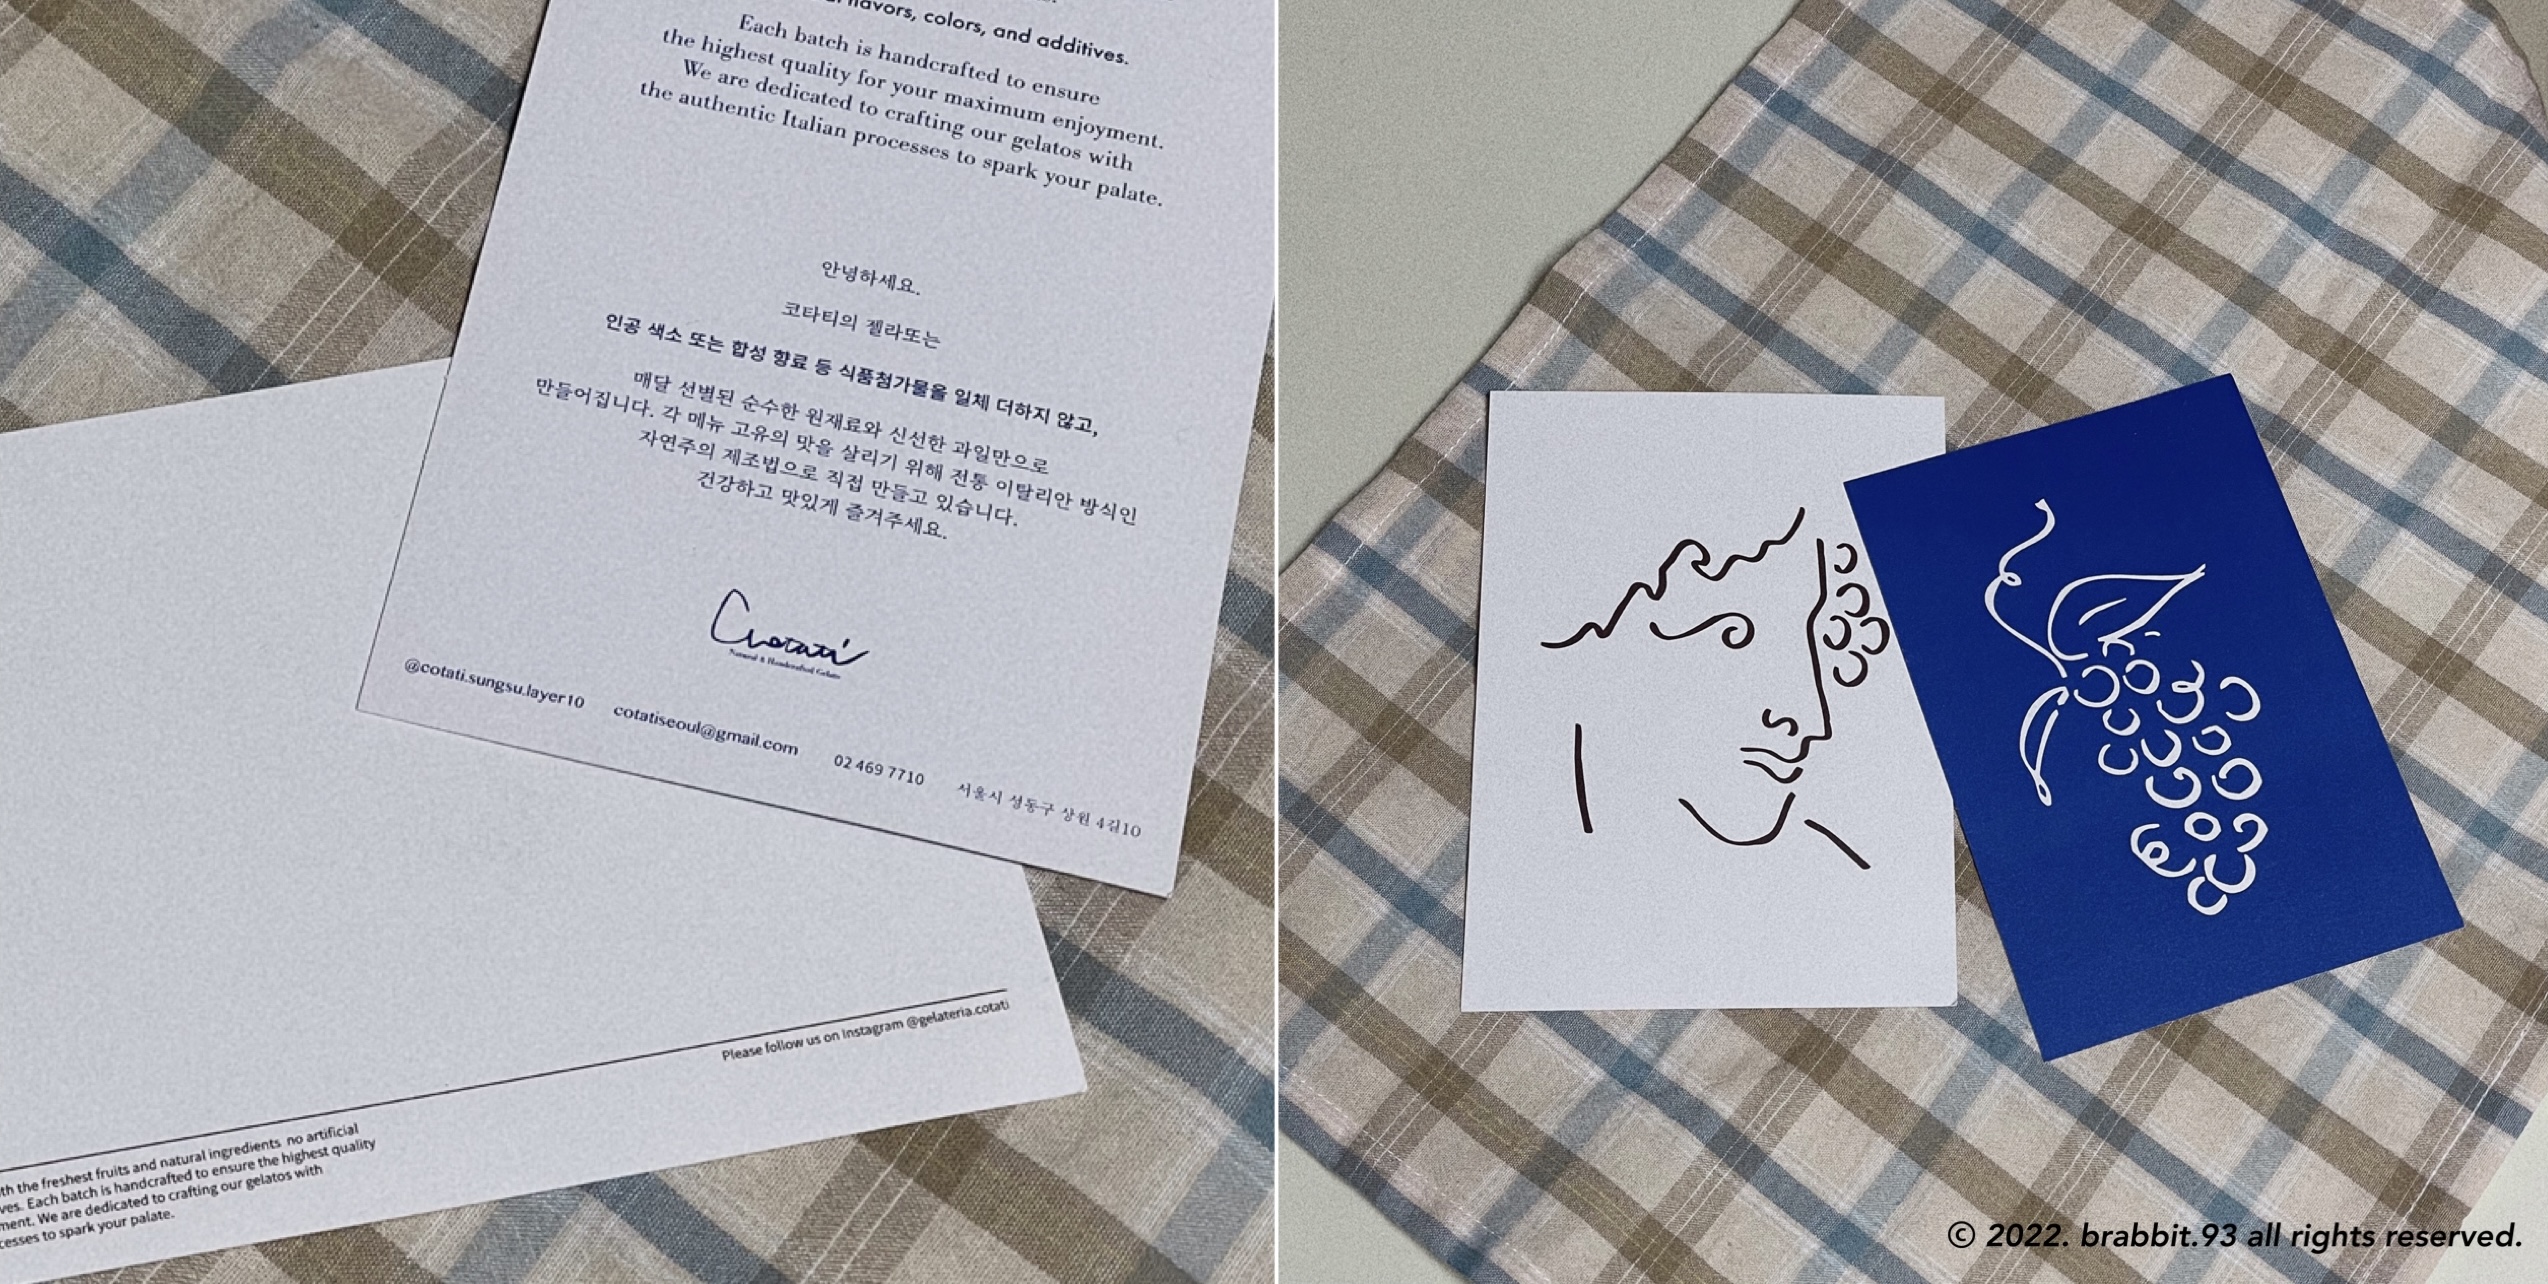 flavors, colors, and additives.
Each batch is handcrafted to ensure
the highest quality for your maximum enjoyment.
We are dedicated to crafting our gelatos with
the authentic Italian processes to spark your palate.
안녕하세요.
코타티의 젤라또는
인공 색소 또는 합성 향료 등 식품첨가물을 일체 더하지 않고,
매달 선별된 순수한 원재료와 신선한 과일만으로
만들어집니다. 각 메뉴 고유의 맛을 살리기 위해 전통 이탈리안 방식인
자연주의 제조법으로 직접 만들고 있습니다.
건강하고 맛있게 즐겨주세요.
Cotati
Natural & Handcrafted Gelato
@cotati.sungsu.layer10 cotatiseoul@gmail.com 02 469 7710 서울시 성동구 상원 4길10
Please follow us on Instagram @gelateria.cotati
the freshest fruits and natural ingredients no artificial
Each batch is handcrafted to ensure the highest quality
We are dedicated to crafting our gelatos with
to spark your palate.
© 2022. brabbit.93 all rights reserved.